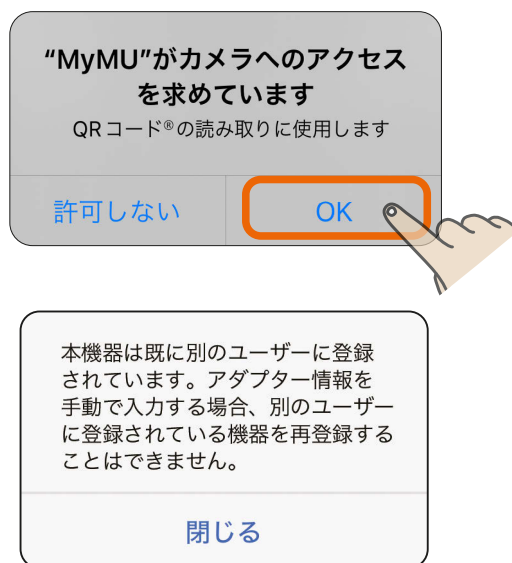 “MyMU”がカメラへのアクセス
を求めています
QRコード®の読み取りに使用します
許可しない
OK
本機器は既に別のユーザーに登録
されています。アダプター情報を
手動で入力する場合、別のユーザー
に登録されている機器を再登録する
ことはできません。
閉じる